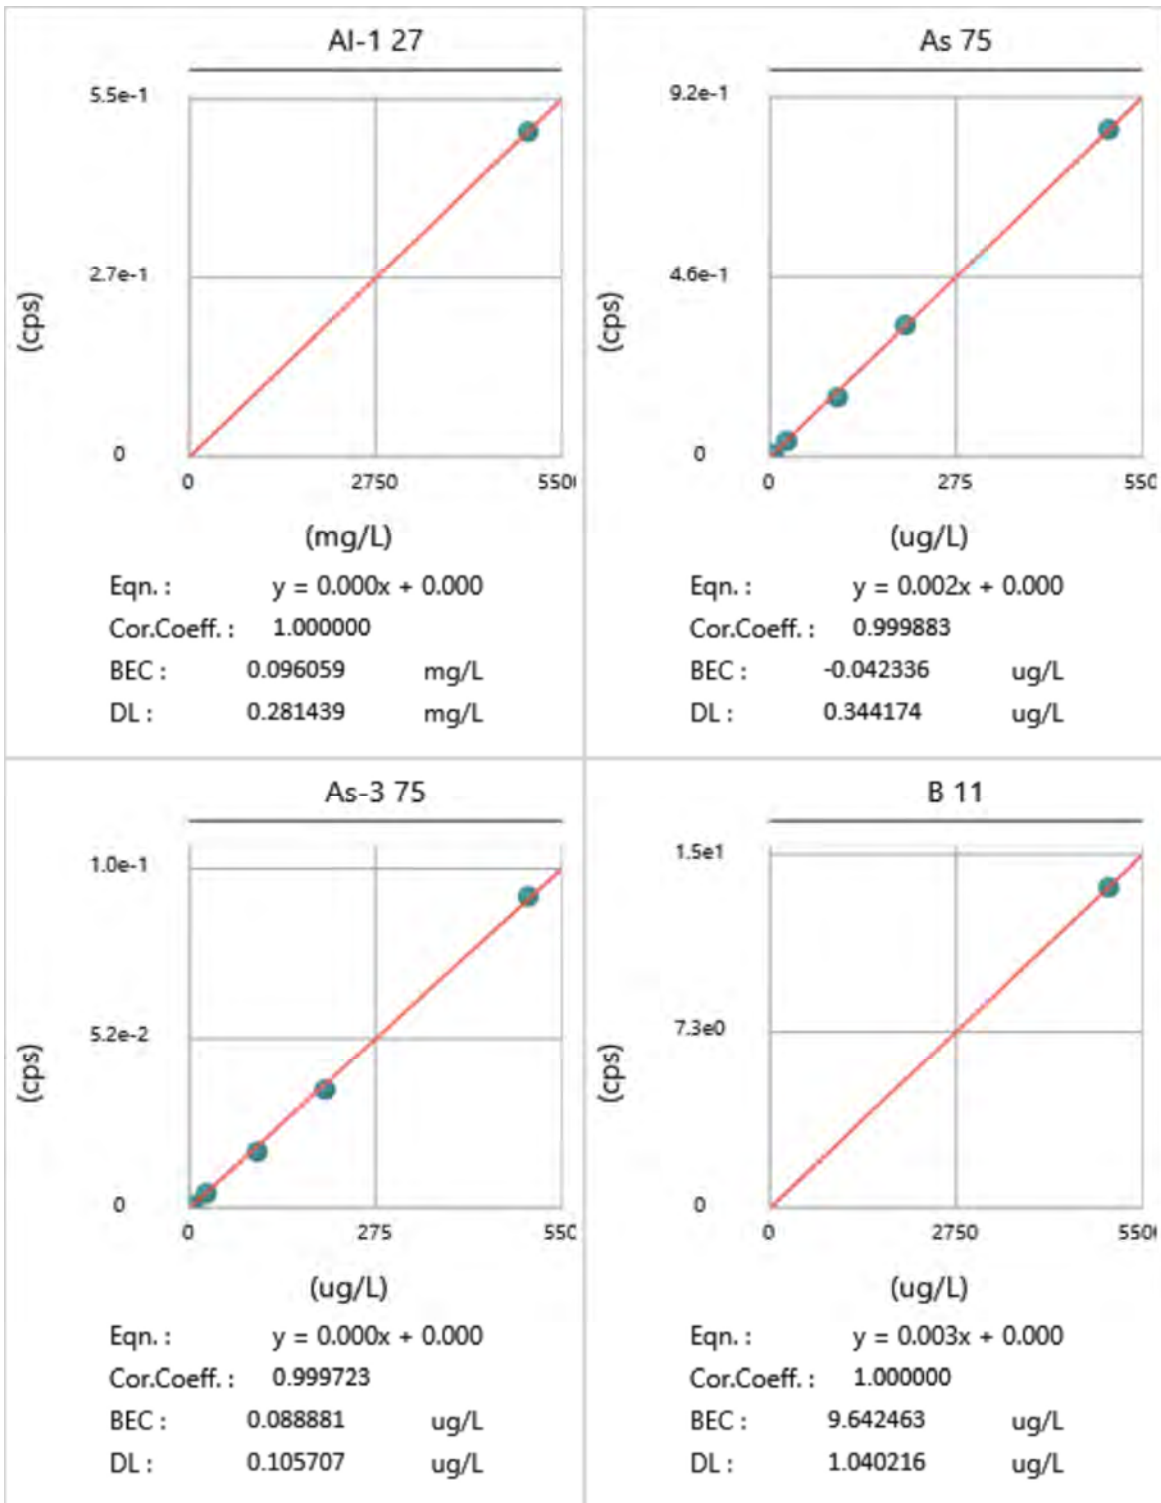 Al-1 27
5.5e-1
2.7e-1
0
(cps)
0 2750 550
(mg/L)
Eqn. : y = 0.000x + 0.000
Cor.Coeff. : 1.000000
BEC : 0.096059 mg/L
DL : 0.281439 mg/L
As 75
9.2e-1
4.6e-1
0
(cps)
0 275 550
(ug/L)
Eqn. : y = 0.002x + 0.000
Cor.Coeff. : 0.999883
BEC : -0.042336 ug/L
DL : 0.344174 ug/L
As-3 75
1.0e-1
5.2e-2
0
(cps)
0 275 550
(ug/L)
Eqn. : y = 0.000x + 0.000
Cor.Coeff. : 0.999723
BEC : 0.088881 ug/L
DL : 0.105707 ug/L
B 11
1.5e1
7.3e0
0
(cps)
0 2750 550
(ug/L)
Eqn. : y = 0.003x + 0.000
Cor.Coeff. : 1.000000
BEC : 9.642463 ug/L
DL : 1.040216 ug/L